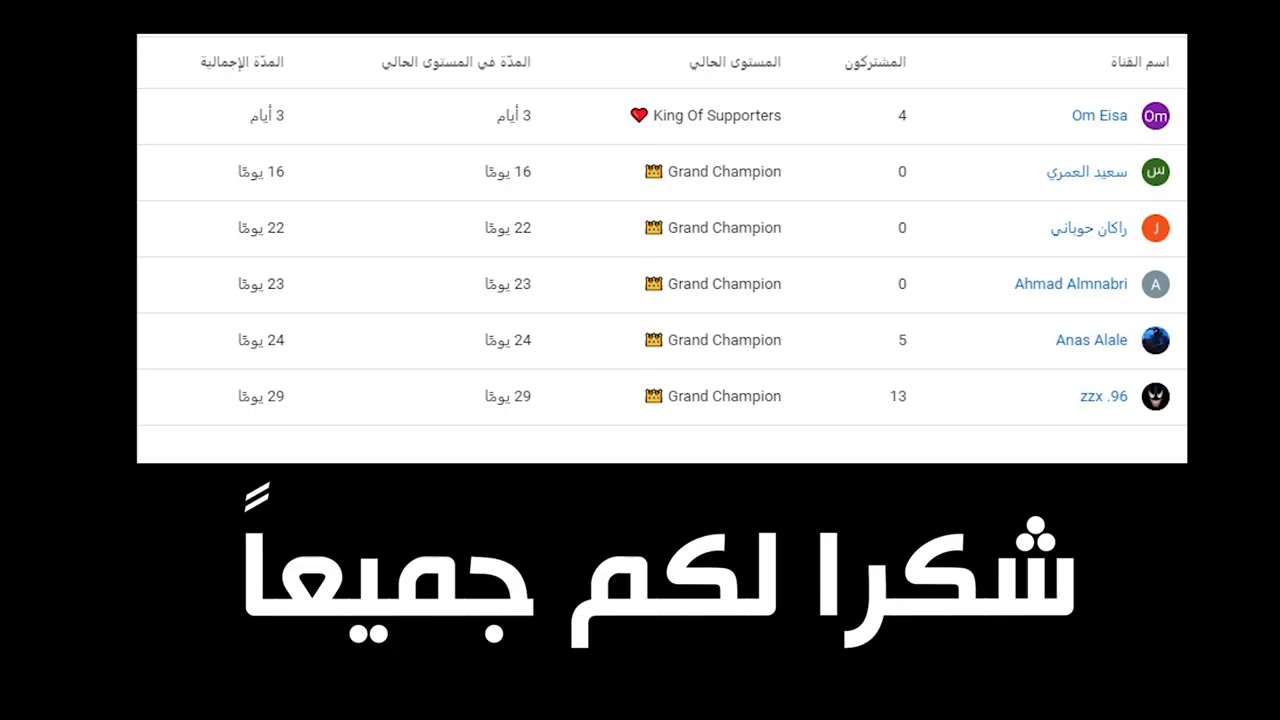 اسم القناة المشتركون المستوى الحالي المدّة في المستوى الحالي المدّة الإجمالية
Om Om Eisa 4 King Of Supporters ❤️ 3 أيام 3 أيام
س سعيد العمري 0 Grand Champion 👑 16 يومًا 16 يومًا
J راكان حوباني 0 Grand Champion 👑 22 يومًا 22 يومًا
A Ahmad Almnabri 0 Grand Champion 👑 23 يومًا 23 يومًا
Anas Alale 5 Grand Champion 👑 24 يومًا 24 يومًا
zzx .96 13 Grand Champion 👑 29 يومًا 29 يومًا
شكرا لكم جميعاً